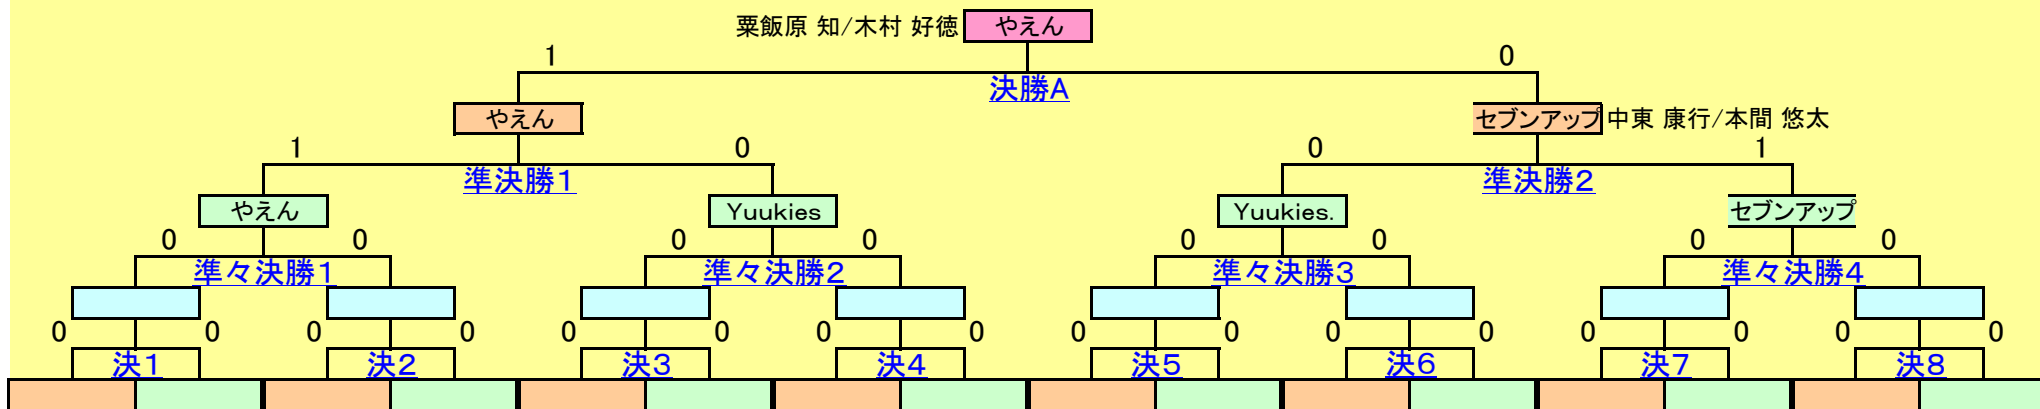 粟飯原 知/木村 好徳 やえん
1 0
決勝A
やえん セブンアップ 中東 康行/本間 悠太
1 0 0 1
準決勝1 準決勝2
やえん Yuukies Yuukies. セブンアップ
0 0 0 0 0 0 0 0
準々決勝1 準々決勝2 準々決勝3 準々決勝4
0 0 0 0 0 0 0 0 0 0 0 0 0 0 0 0
決1 決2 決3 決4 決5 決6 決7 決8